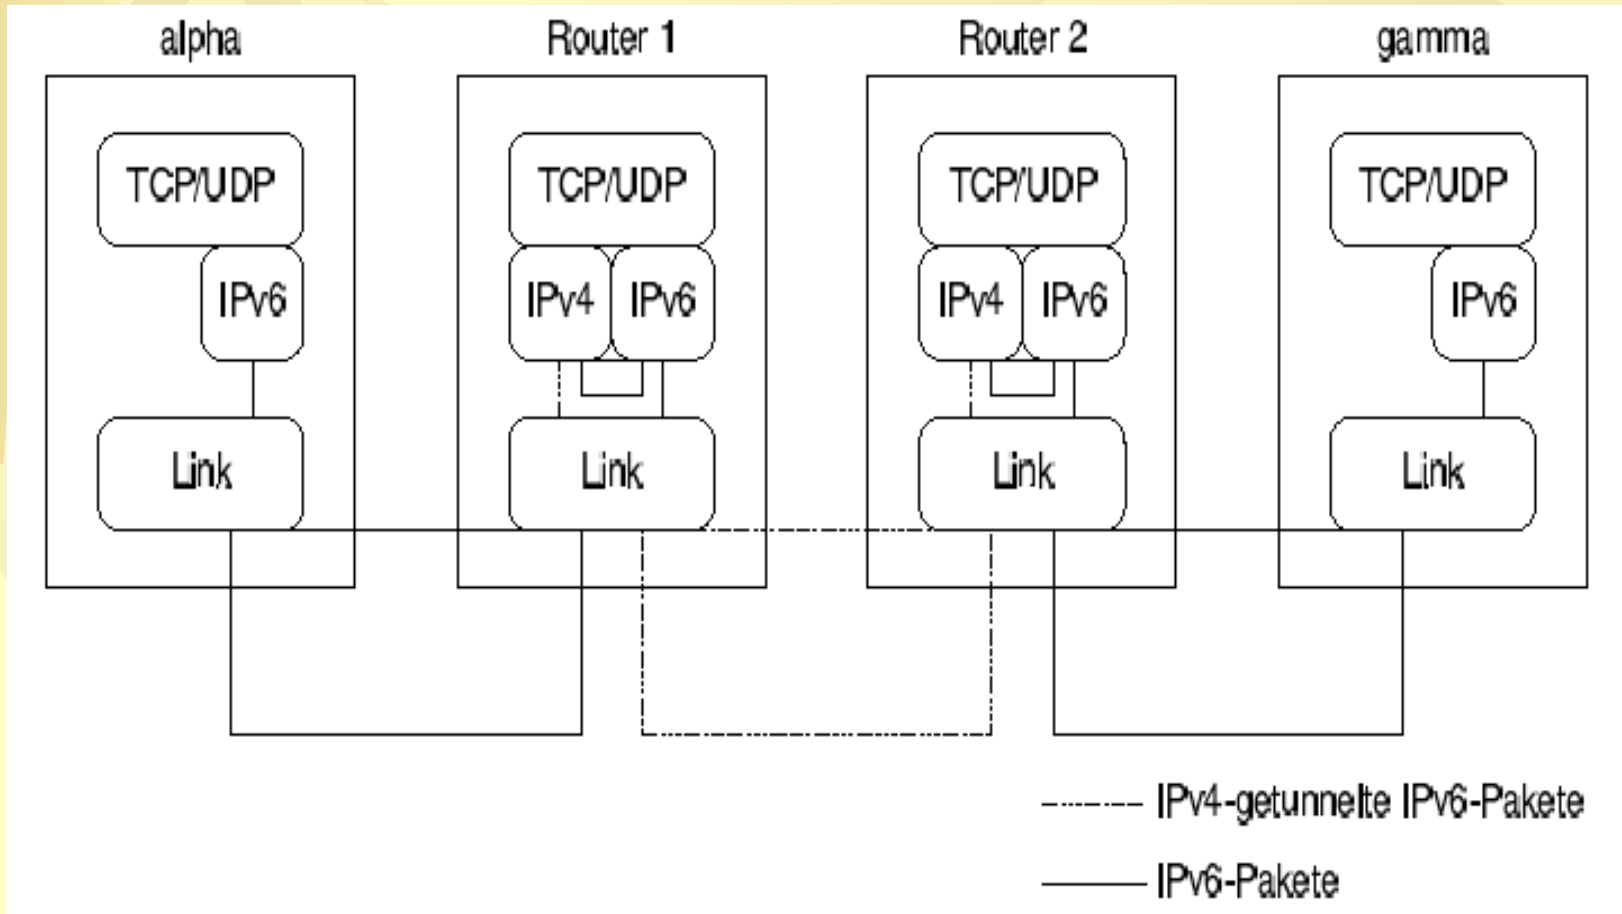 alpha
Router 1
Router 2
gamma
TCP/UDP
TCP/UDP
TCP/UDP
TCP/UDP
IPv6
IPv4
IPv6
IPv4
IPv6
IPv6
Link
Link
Link
Link
IPv4-getunnelte IPv6-Pakete
IPv6-Pakete